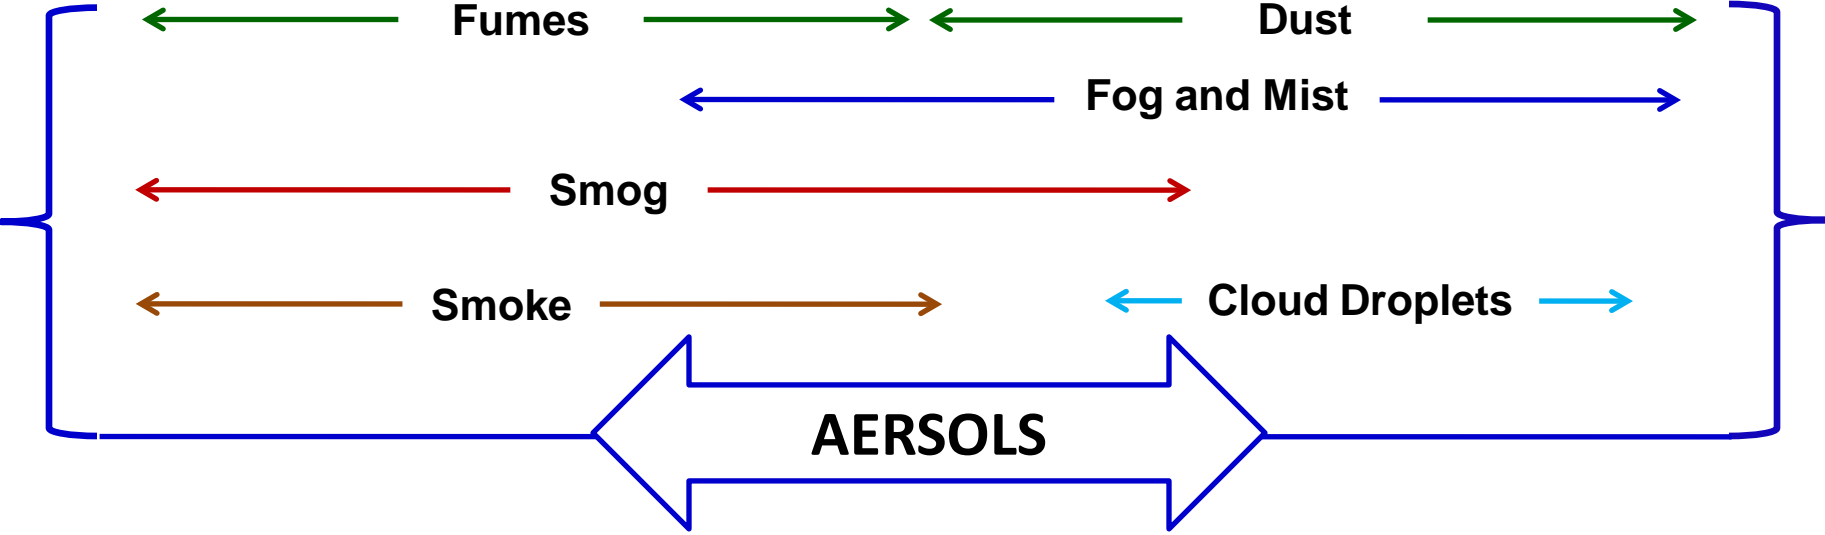 Fumes
Dust
Fog and Mist
Smog
Smoke
Cloud Droplets
AERSOLS